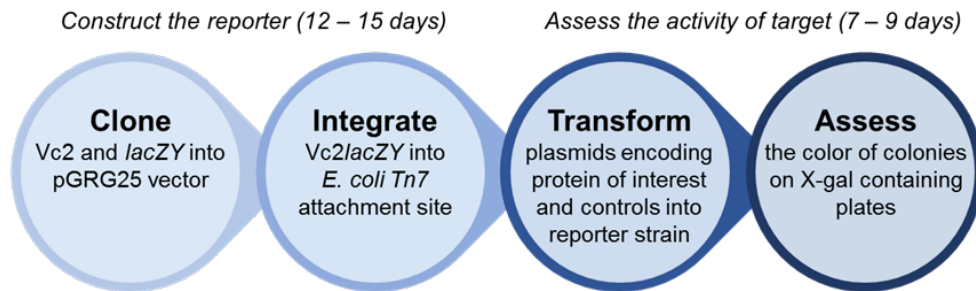 Construct the reporter (12 – 15 days)
Assess the activity of target (7 – 9 days)
Clone
Vc2 and lacZY into
pGRG25 vector
Integrate
Vc2lacZY into
E. coli Tn7
attachment site
Transform
plasmids encoding
protein of interest
and controls into
reporter strain
Assess
the color of colonies
on X-gal containing
plates